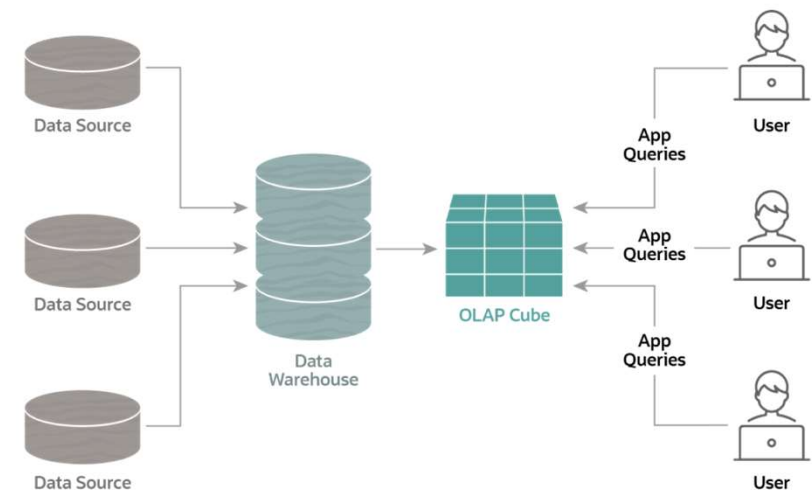 Data Source
User
App
Queries
Data Source
App
Queries
User
OLAP Cube
Data
Warehouse
App
Queries
Data Source
User